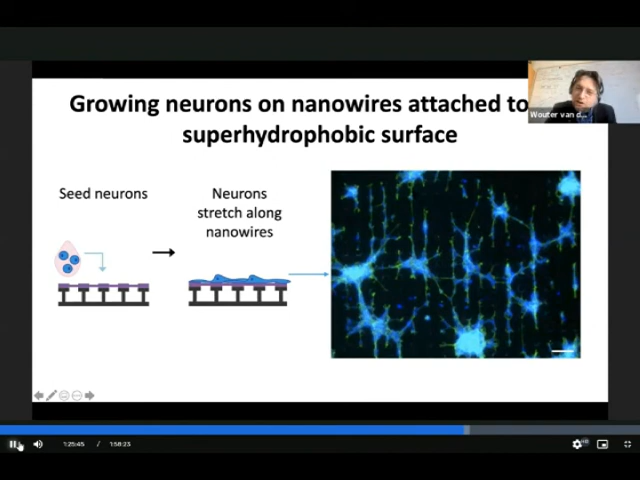 Growing neurons on nanowires attached to
superhydrophobic surface
Wouter van d...
Seed neurons
Neurons
stretch along
nanowires
1:25:45 / 1:58:23
HD